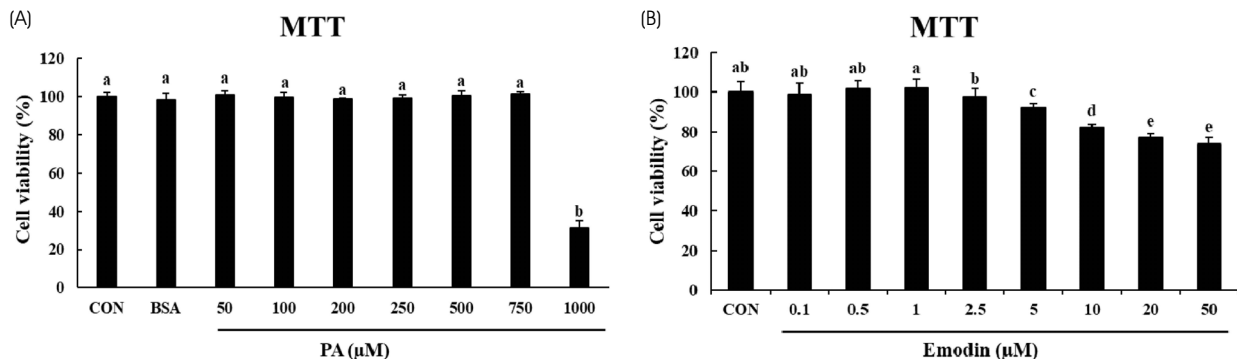 (A)
MTT
Cell viability (%)
120
100
80
60
40
20
0
a a a a a a a a b
CON BSA 50 100 200 250 500 750 1000
PA (µM)
(B)
MTT
Cell viability (%)
120
100
80
60
40
20
0
ab ab ab a b c d e e
CON 0.1 0.5 1 2.5 5 10 20 50
Emodin (µM)